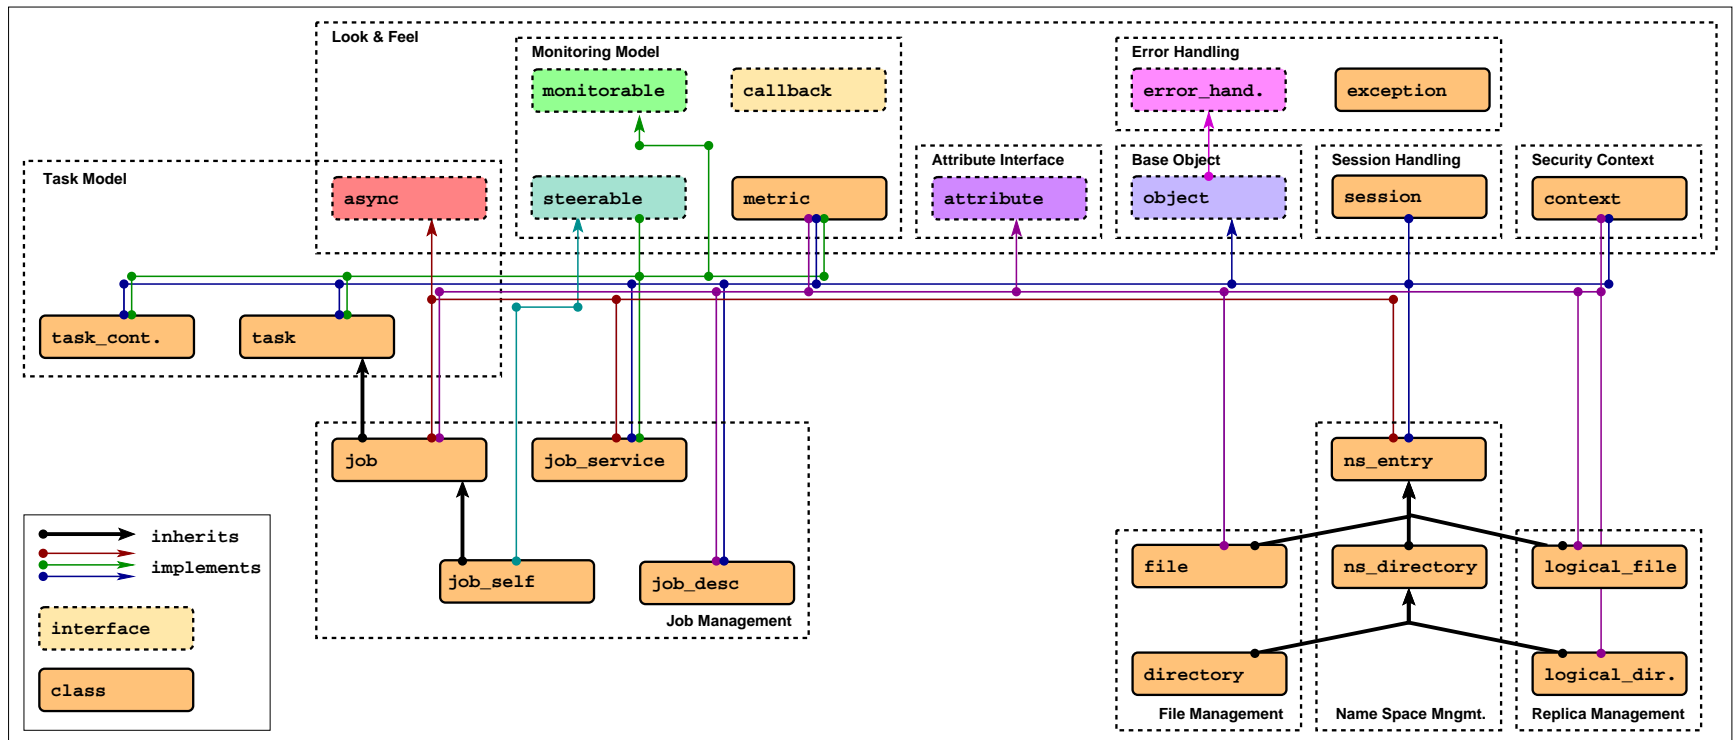 Look & Feel
Monitoring Model
Error Handling
monitorable
callback
error_hand.
exception
Task Model
Attribute Interface
Base Object
Session Handling
Security Context
async
steerable
metric
attribute
object
session
context
task_cont.
task
job
job_service
ns_entry
inherits
implements
job_self
job_desc
file
ns_directory
logical_file
interface
Job Management
class
directory
logical_dir.
File Management
Name Space Mngmt.
Replica Management